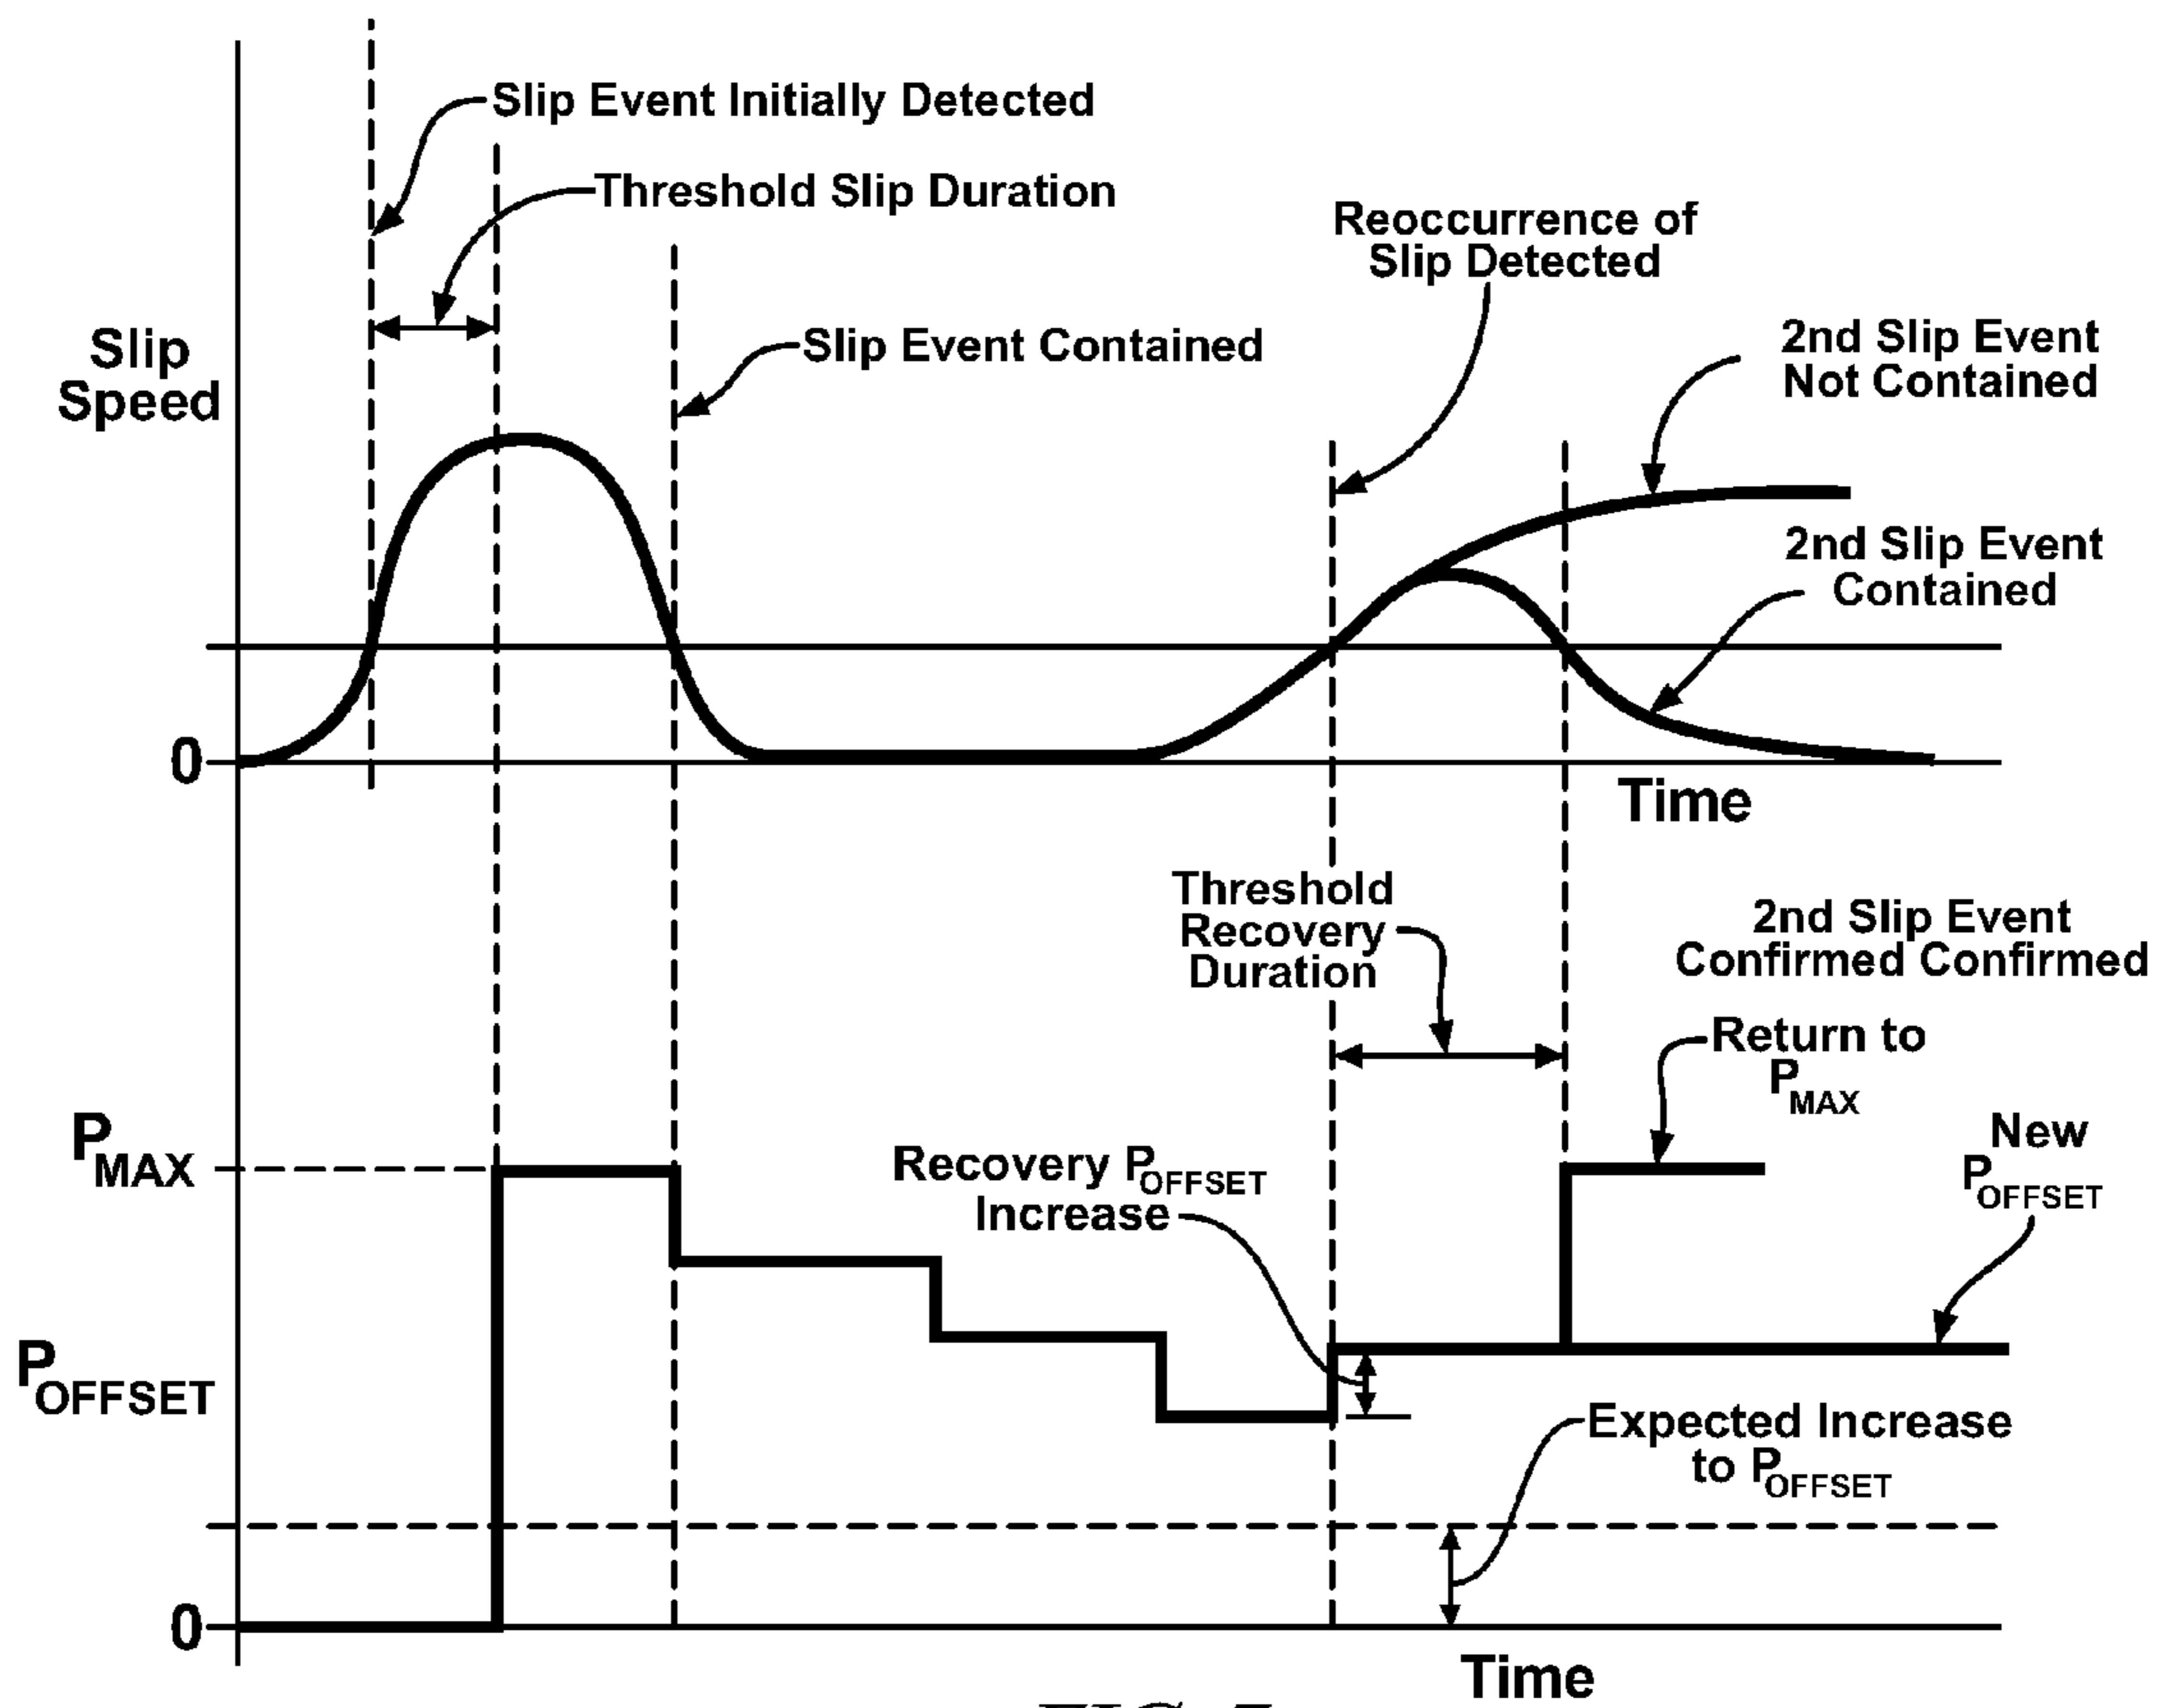 Slip Event Initially Detected
Threshold Slip Duration
Reoccurrence of
Slip Detected
Slip Event Contained
2nd Slip Event
Not Contained
Slip
Speed
2nd Slip Event
Contained
0
Time
Threshold
Recovery
Duration
2nd Slip Event
Confirmed Confirmed
Return to
PMAX
PMAX
New
POFFSET
Recovery POFFSET
Increase
POFFSET
Expected Increase
to POFFSET
0
Time